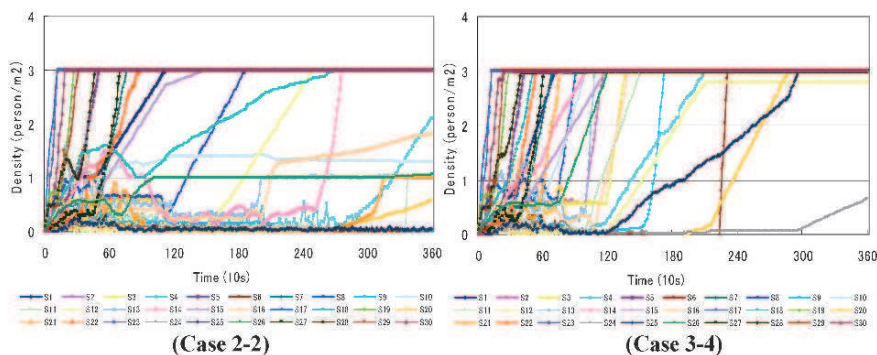 4
3
2
1
0
Density (person/m2)
0 60 120 180 240 300 360
Time (10s)
S1 S2 S3 S4 S5 S6 S7 S8 S9 S10
S11 S12 S13 S14 S15 S16 S17 S18 S19 S20
S21 S22 S23 S24 S25 S26 S27 S28 S29 S30
(Case 2-2)
4
3
2
1
0
Density (person/m2)
0 60 120 180 240 300 360
Time (10s)
S1 S2 S3 S4 S5 S6 S7 S8 S9 S10
S11 S12 S13 S14 S15 S16 S17 S18 S19 S20
S21 S22 S23 S24 S25 S26 S27 S28 S29 S30
(Case 3-4)